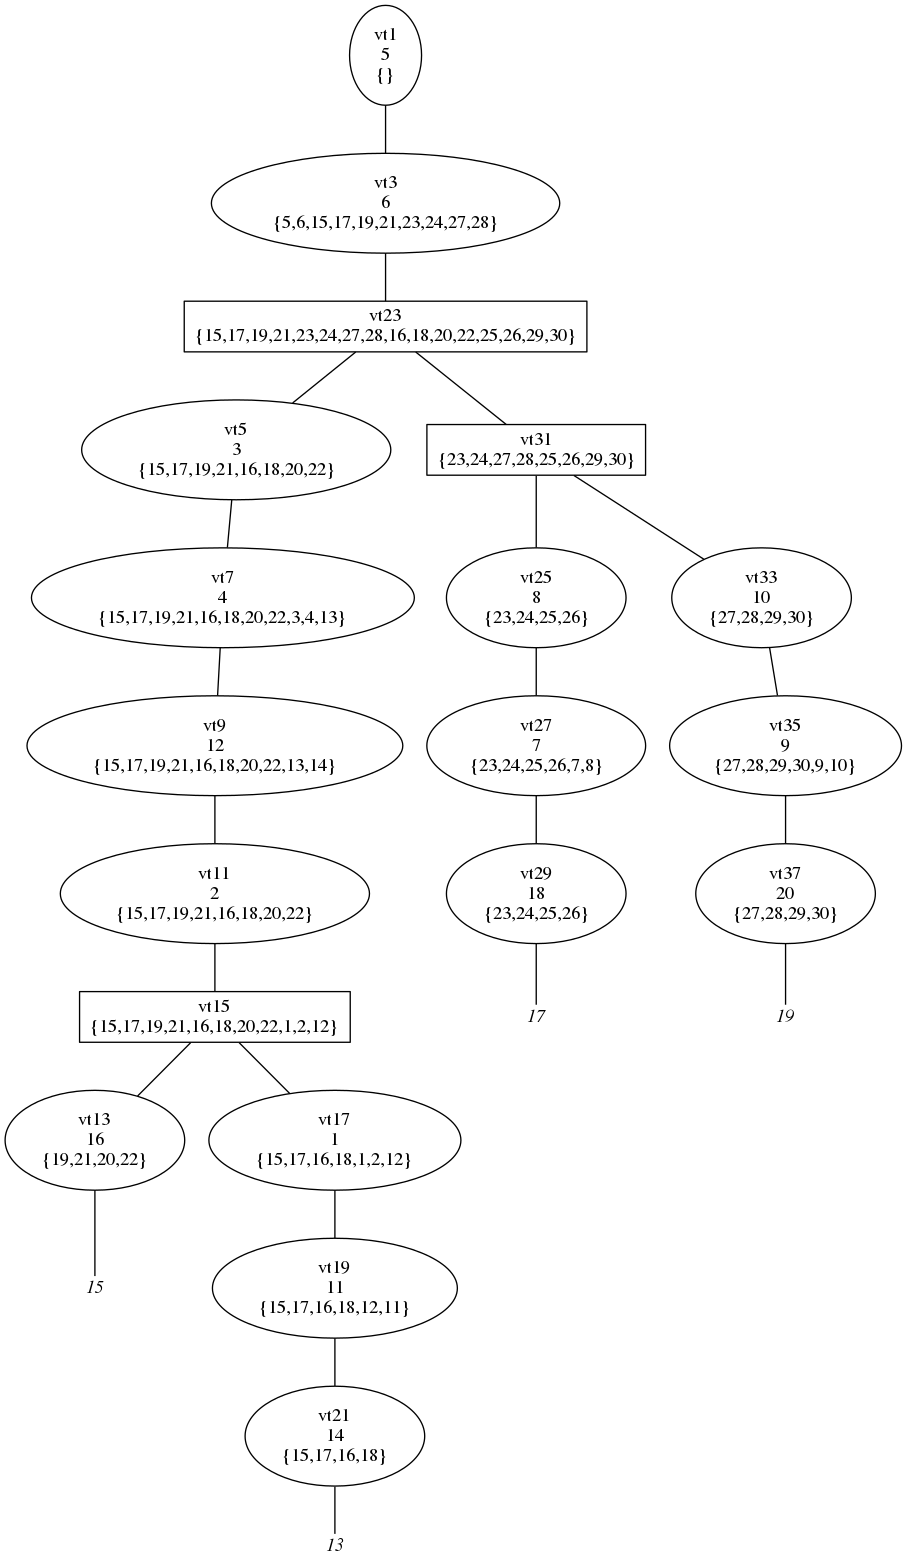 vt1
5
{}
vt3
6
{5,6,15,17,19,21,23,24,27,28}
vt23
{15,17,19,21,23,24,27,28,16,18,20,22,25,26,29,30}
vt5
3
{15,17,19,21,16,18,20,22}
vt31
{23,24,27,28,25,26,29,30}
vt7
4
{15,17,19,21,16,18,20,22,3,4,13}
vt25
8
{23,24,25,26}
vt33
10
{27,28,29,30}
vt9
12
{15,17,19,21,16,18,20,22,13,14}
vt27
7
{23,24,25,26,7,8}
vt35
9
{27,28,29,30,9,10}
vt11
2
{15,17,19,21,16,18,20,22}
vt29
18
{23,24,25,26}
vt37
20
{27,28,29,30}
vt15
{15,17,19,21,16,18,20,22,1,2,12}
17
19
vt13
16
{19,21,20,22}
vt17
1
{15,17,16,18,1,2,12}
15
vt19
11
{15,17,16,18,12,11}
vt21
14
{15,17,16,18}
13